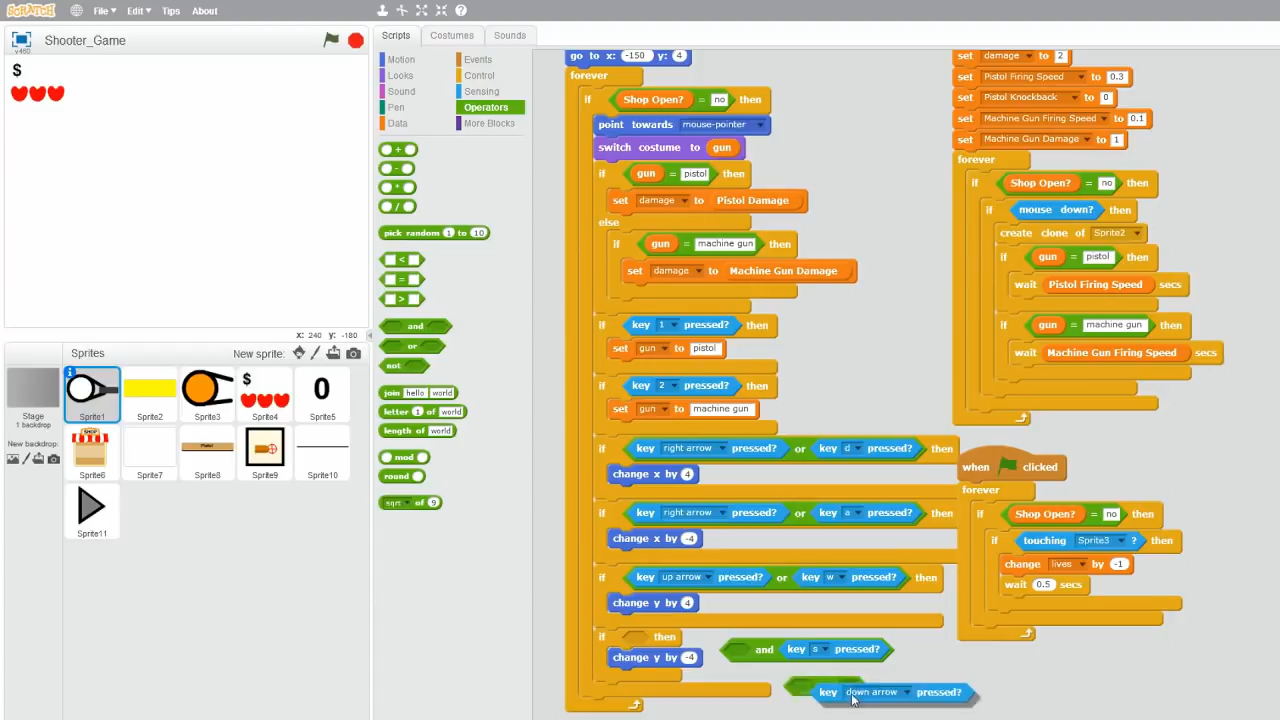 SCRATCH File Edit Tips About
v460
Shooter_Game
$
x: 240 y: -180
Sprites New sprite:
Stage
1 backdrop
New backdrop:
Sprite1
$
Sprite2 Sprite3 Sprite4
0
Sprite5
SHOP
Sprite6 Sprite7
Pistol
Sprite8 Sprite9 Sprite10
Sprite11
Scripts Costumes Sounds
Motion Events
Looks Control
Sound Sensing
Pen Operators
Data More Blocks
+
-
*
/
pick random 1 to 10
<
=
>
and
or
not
join hello world
letter 1 of world
length of world
mod
round
sqrt of 9
go to x: -150 y: 4
forever
if Shop Open? = no then
point towards mouse-pointer
switch costume to gun
if gun = pistol then
set damage to Pistol Damage
else
if gun = machine gun then
set damage to Machine Gun Damage
if key 1 pressed? then
set gun to pistol
if key 2 pressed? then
set gun to machine gun
if key right arrow pressed? or key d pressed? then
change x by 4
if key right arrow pressed? or key a pressed? then
change x by -4
if key up arrow pressed? or key w pressed? then
change y by 4
if then
change y by -4
and key s pressed?
key down arrow pressed?
set damage to 2
set Pistol Firing Speed to 0.3
set Pistol Knockback to 0
set Machine Gun Firing Speed to 0.1
set Machine Gun Damage to 1
forever
if Shop Open? = no then
if mouse down? then
create clone of Sprite2
if gun = pistol then
wait Pistol Firing Speed secs
if gun = machine gun then
wait Machine Gun Firing Speed secs
when clicked
forever
if Shop Open? = no then
if touching Sprite3 ? then
change lives by -1
wait 0.5 secs